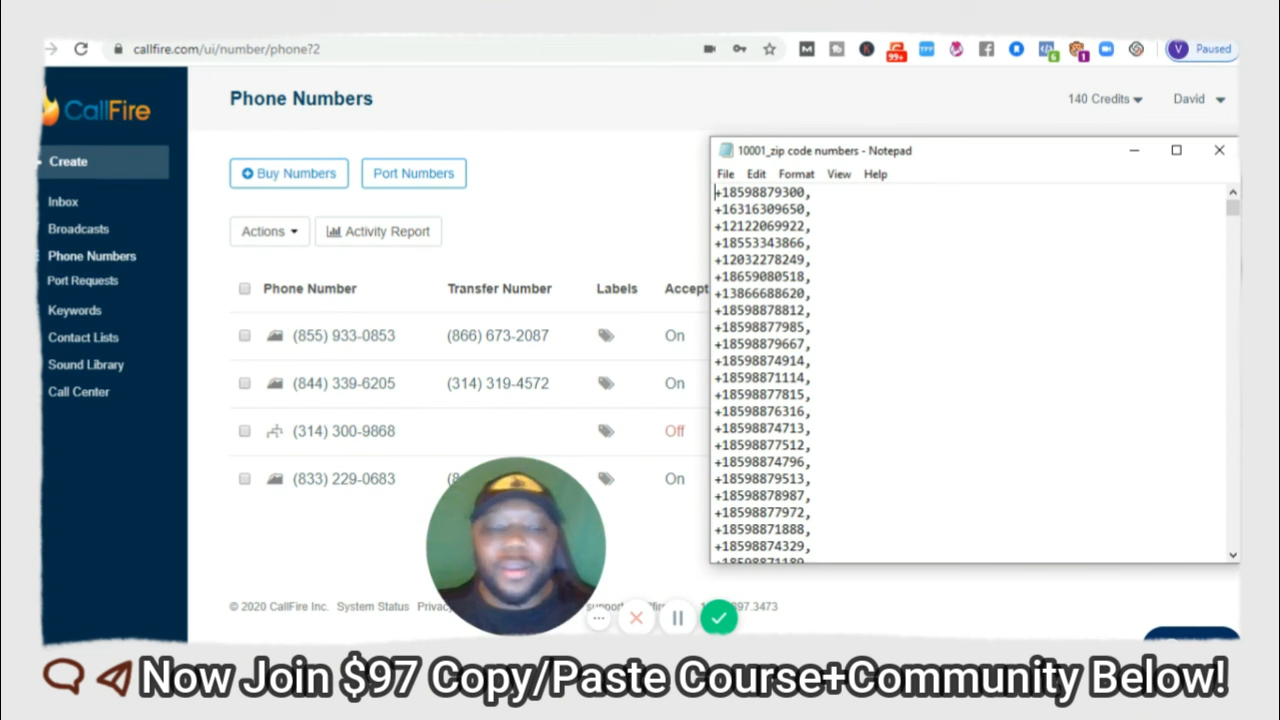 callfire.com/ui/number/phone?2
99+
6
1
V Paused
CallFire
Phone Numbers
140 Credits
David
Create
Inbox
Broadcasts
Phone Numbers
Port Requests
Keywords
Contact Lists
Sound Library
Call Center
Buy Numbers
Port Numbers
Actions
Activity Report
Phone Number Transfer Number Labels Accept
(855) 933-0853 (866) 673-2087 On
(844) 339-6205 (314) 319-4572 On
(314) 300-9868 Off
(833) 229-0683 On
© 2020 CallFire Inc. System Status
10001_zip code numbers - Notepad
File Edit Format View Help
+18598879300,
+16316309650,
+12122069922,
+18553343866,
+12032278249,
+18659080518,
+13866688620,
+18598878812,
+18598877985,
+18598879667,
+18598874914,
+18598871114,
+18598877815,
+18598876316,
+18598874713,
+18598877512,
+18598874796,
+18598879513,
+18598878987,
+18598877972,
+18598871888,
+18598874329,
Now Join $97 Copy/Paste Course+Community Below!